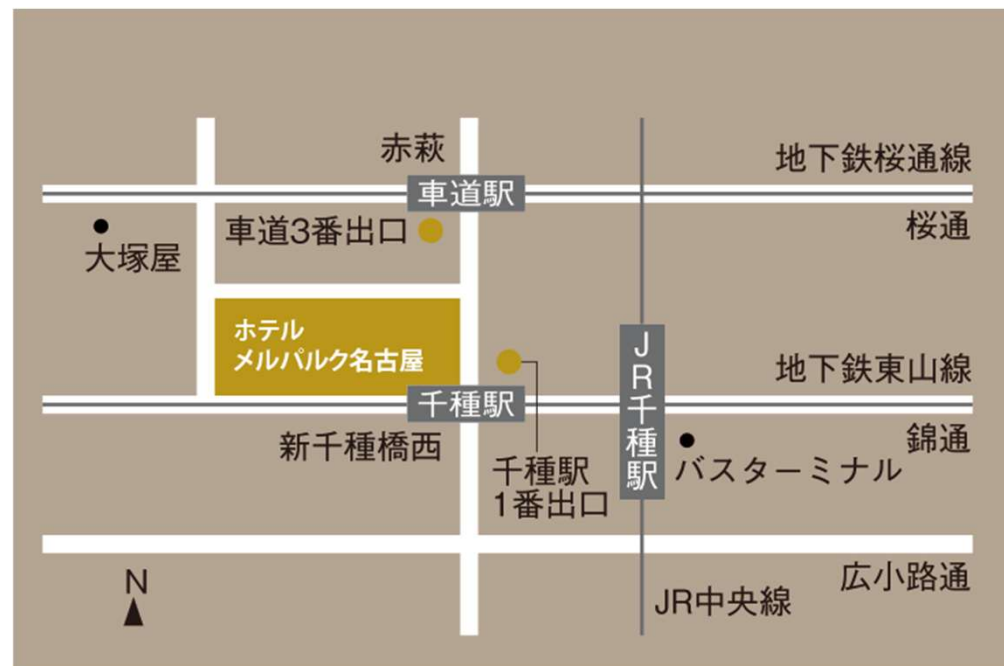 赤萩
地下鉄桜通線
車道駅
桜通
車道3番出口
大塚屋
ホテル
メルパルク名古屋
JR千種駅
地下鉄東山線
千種駅
錦通
新千種橋西
千種駅
1番出口
バスターミナル
広小路通
N
JR中央線